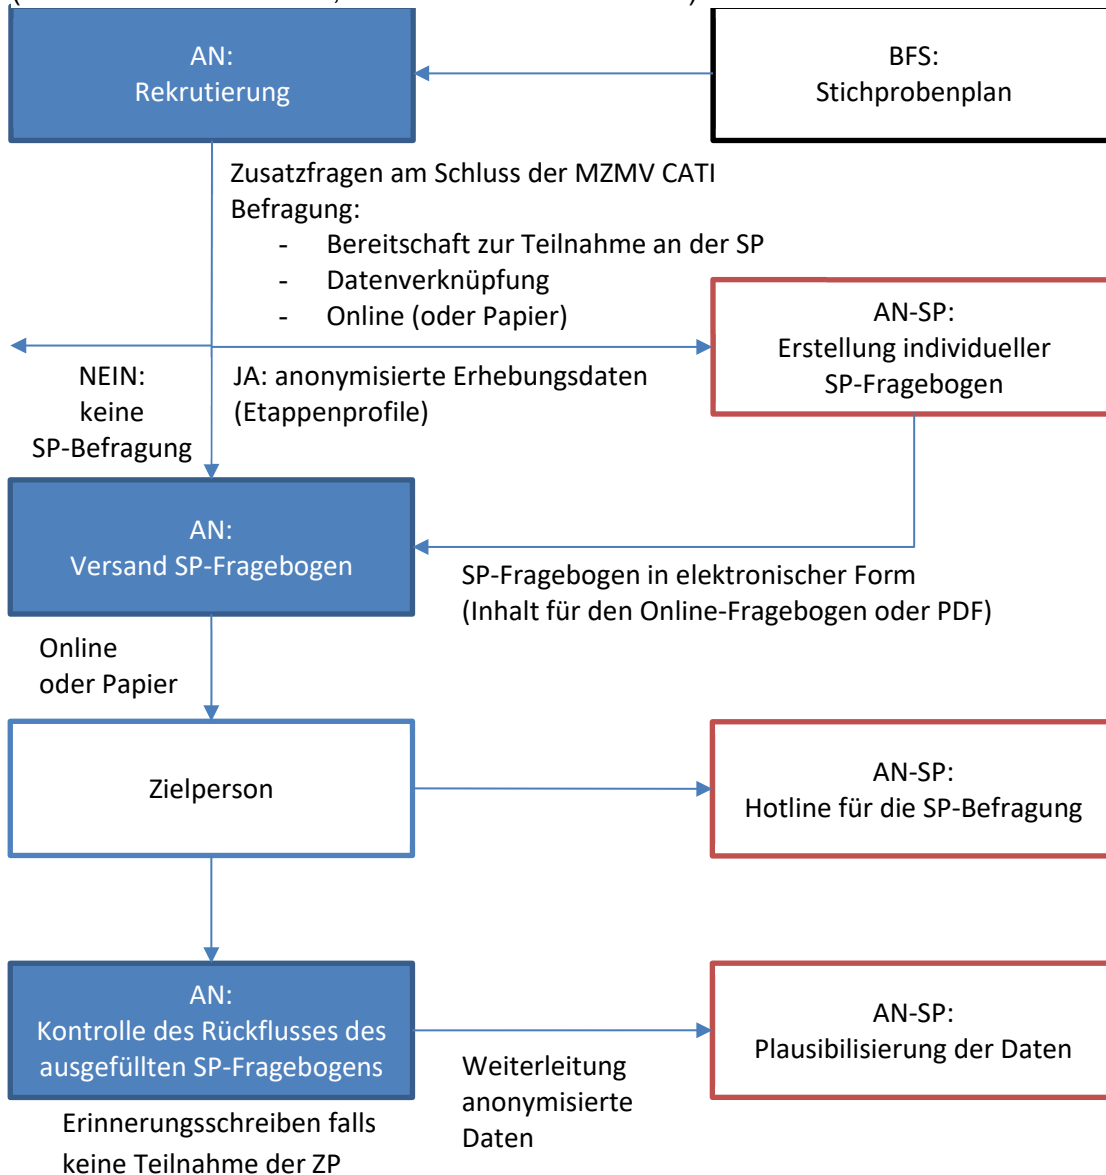 AN:
Rekrutierung
BFS:
Stichprobenplan
Zusatzfragen am Schluss der MZMV CATI
Befragung:
- Bereitschaft zur Teilnahme an der SP
- Datenverknüpfung
- Online (oder Papier)
AN-SP:
Erstellung individueller
SP-Fragebogen
NEIN:
keine
SP-Befragung
JA: anonymisierte Erhebungsdaten
(Etappenprofile)
AN:
Versand SP-Fragebogen
SP-Fragebogen in elektronischer Form
(Inhalt für den Online-Fragebogen oder PDF)
Online
oder Papier
Zielperson
AN-SP:
Hotline für die SP-Befragung
AN:
Kontrolle des Rückflusses des
ausgefüllten SP-Fragebogens
AN-SP:
Plausibilisierung der Daten
Weiterleitung
anonymisierte
Daten
Erinnerungsschreiben falls
keine Teilnahme der ZP